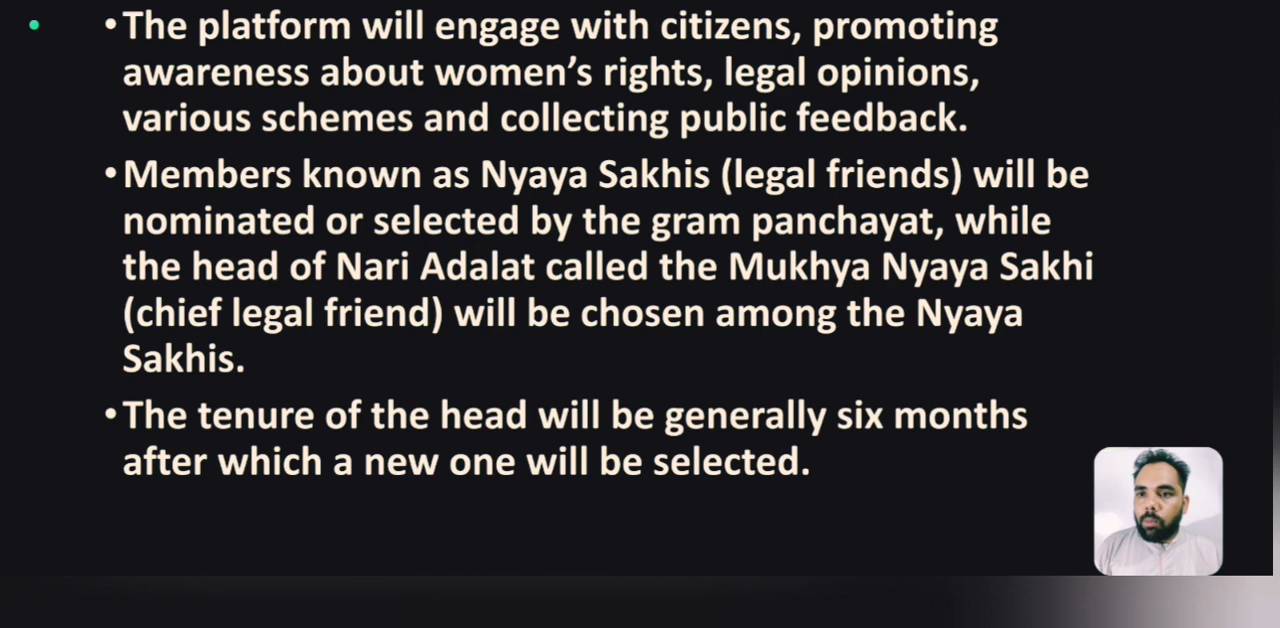 •The platform will engage with citizens, promoting
awareness about women’s rights, legal opinions,
various schemes and collecting public feedback.
•Members known as Nyaya Sakhis (legal friends) will be
nominated or selected by the gram panchayat, while
the head of Nari Adalat called the Mukhya Nyaya Sakhi
(chief legal friend) will be chosen among the Nyaya
Sakhis.
•The tenure of the head will be generally six months
after which a new one will be selected.